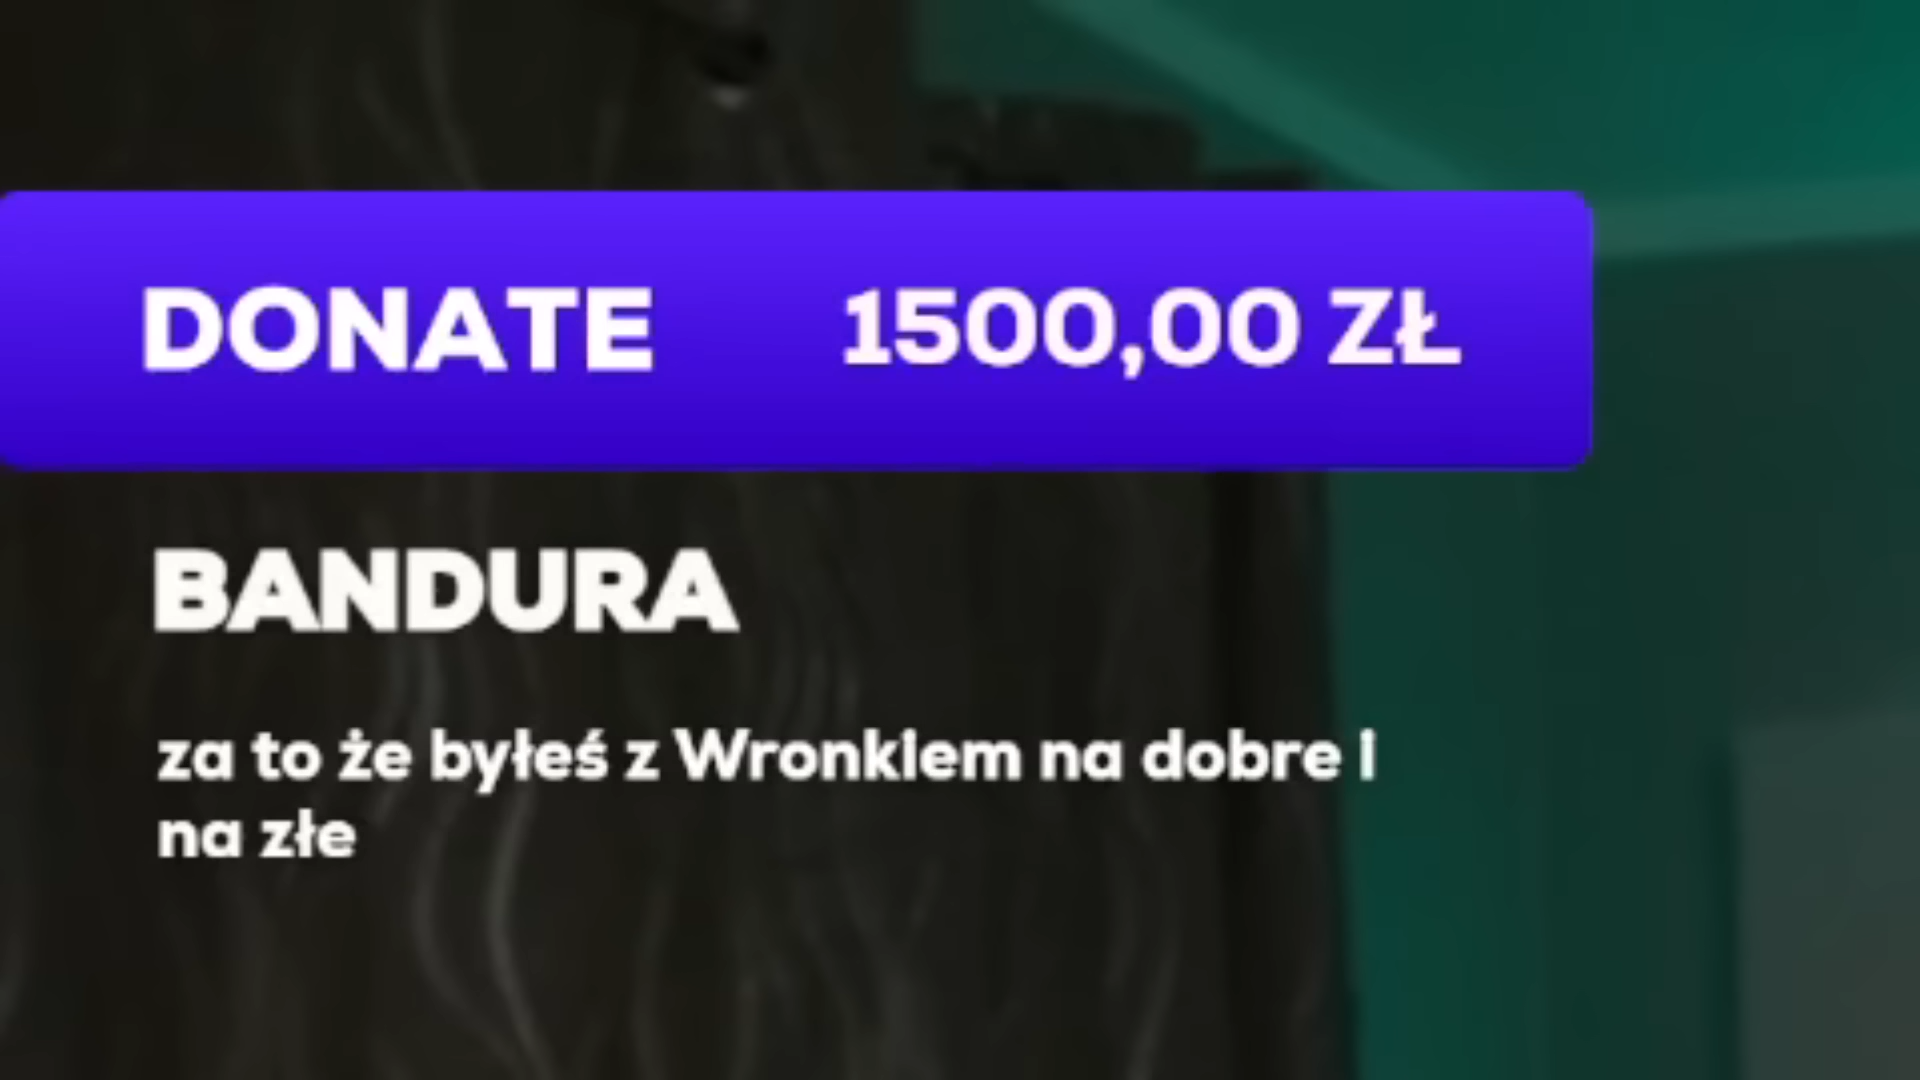 DONATE 1500,00 ZŁ
BANDURA
za to że byłeś z Wronkiem na dobre i
na złe